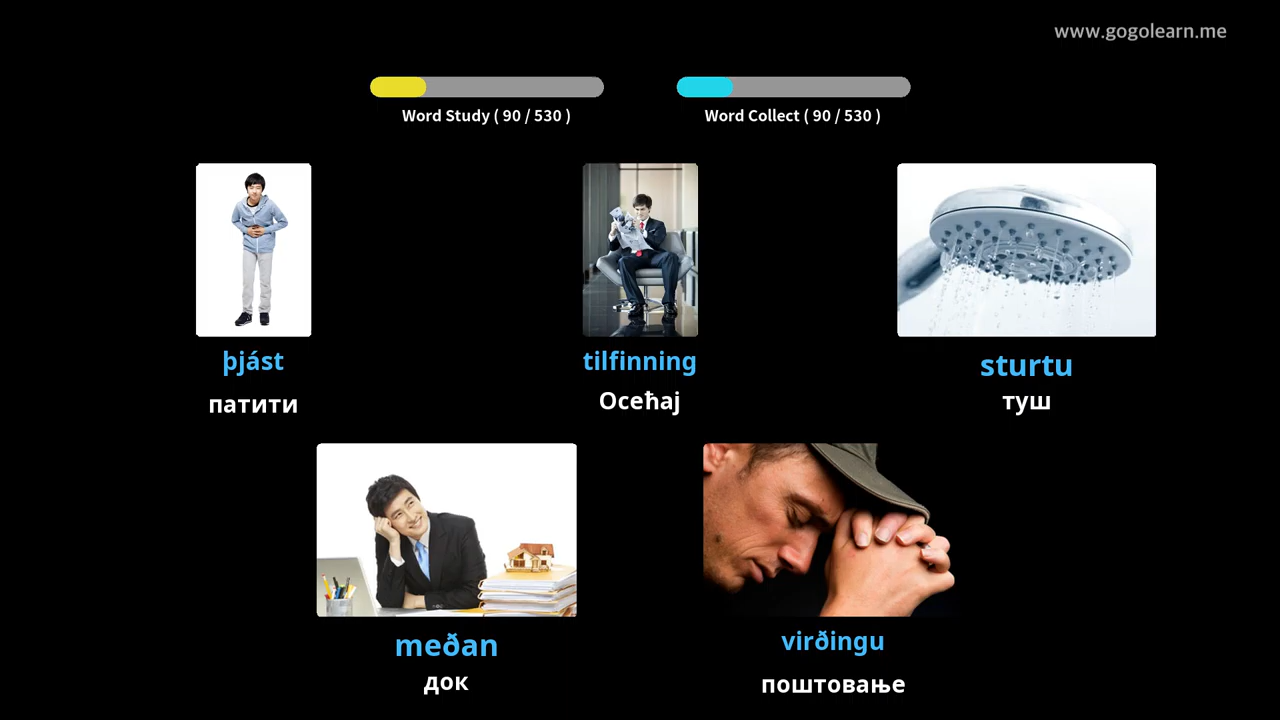 www.gogolearn.me
Word Study ( 90 / 530 )
Word Collect ( 90 / 530 )
þjást
tilfinning
sturtu
патити
Осећај
туш
meðan
virðingu
док
поштовање